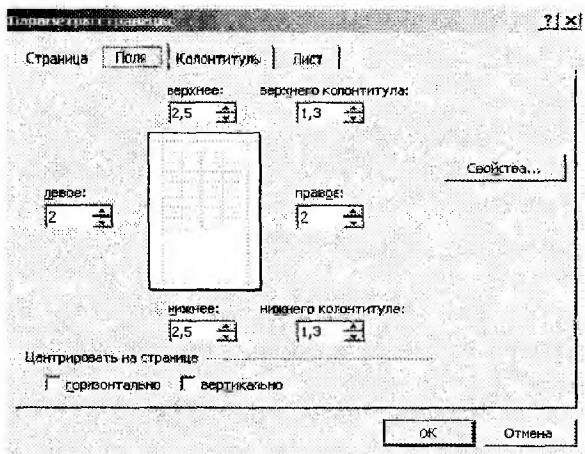 Параметры страницы
Страница Поля Колонтитулы Лист
верхнее: верхнего колонтитула:
2,5 1,3
Свойства...
левое: правое:
2 2
нижнее: нижнего колонтитула:
2,5 1,3
Центрировать на странице
горизонтально вертикально
ОК Отмена